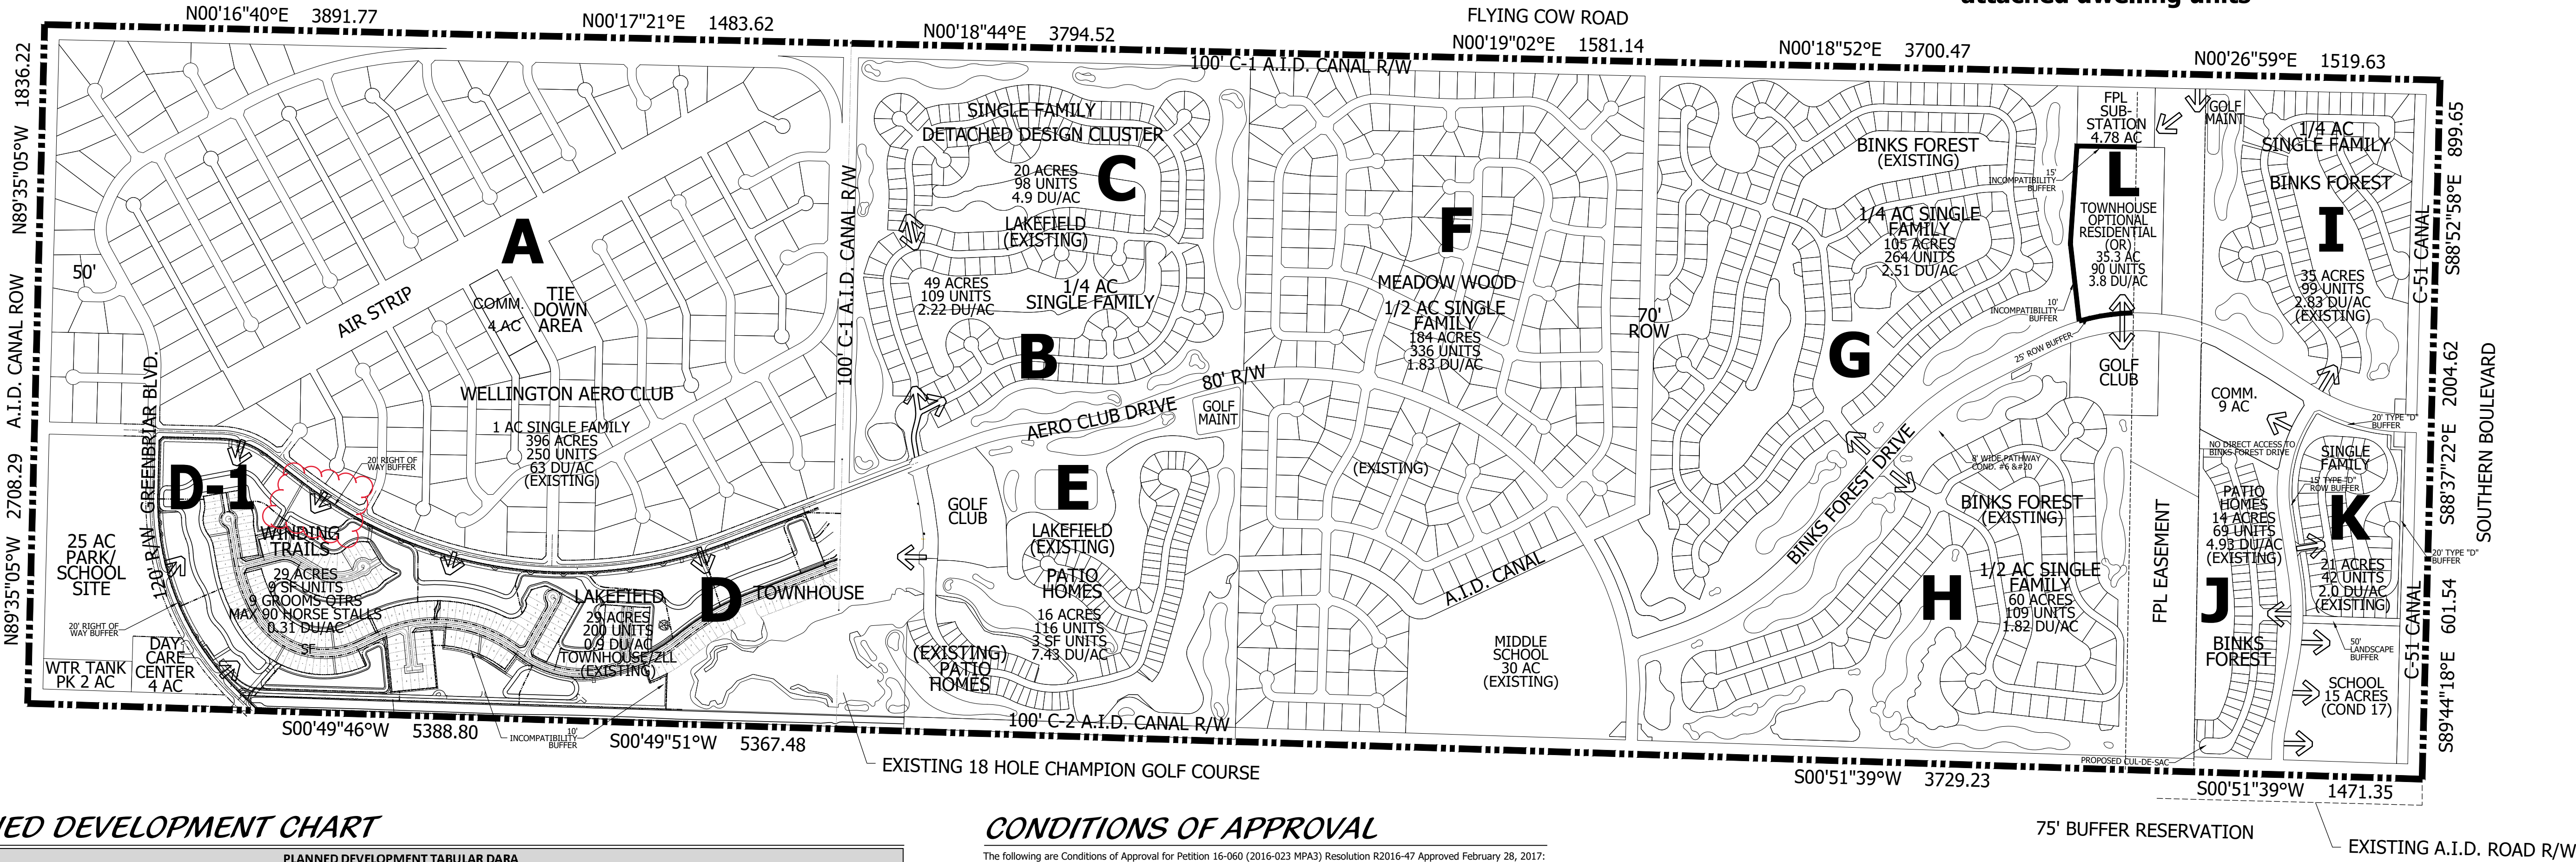 attached dwelling units
N00'16"40°E 3891.77
N00'17"21°E 1483.62
N00'18"44°E 3794.52
FLYING COW ROAD
N00'19"02°E 1581.14
N00'18"52°E 3700.47
N00'26"59°E 1519.63
N89'35"05°W 1836.22
A.I.D. CANAL ROW
N89'35"05°W 2708.29
50'
A
AIR STRIP
COMM.
4 AC
TIE
DOWN
AREA
WELLINGTON AERO CLUB
1 AC SINGLE FAMILY
396 ACRES
250 UNITS
63 DU/AC
(EXISTING)
120' R/W GREENBRIAR BLVD.
D-1
20' RIGHT OF
WAY BUFFER
WINDING
TRAILS
29 ACRES
9 SF UNITS
9 GROOMS QTRS
MAX 90 HORSE STALLS
0.31 DU/AC
SF
25 AC
PARK/
SCHOOL
SITE
20' RIGHT OF
WAY BUFFER
WTR TANK
PK 2 AC
DAY
CARE
CENTER
4 AC
LAKEFIELD
29 ACRES
200 UNITS
0.9 DU/AC
TOWNHOUSE/ZLL
(EXISTING)
D
TOWNHOUSE
S00'49"46°W 5388.80
10'
INCOMPATIBILITY
BUFFER
S00'49"51°W 5367.48
100' C-1 A.I.D. CANAL R/W
100' C-1 A.I.D. CANAL R/W
SINGLE FAMILY
DETACHED DESIGN CLUSTER
C
20 ACRES
98 UNITS
4.9 DU/AC
LAKEFIELD
(EXISTING)
49 ACRES
109 UNITS
2.22 DU/AC
1/4 AC
SINGLE FAMILY
B
80' R/W
AERO CLUB DRIVE
GOLF
MAINT
GOLF
CLUB
E
LAKEFIELD
(EXISTING)
PATIO
HOMES
16 ACRES
116 UNITS
3 SF UNITS
7.43 DU/AC
(EXISTING)
PATIO
HOMES
100' C-2 A.I.D. CANAL R/W
EXISTING 18 HOLE CHAMPION GOLF COURSE
F
MEADOW WOOD
1/2 AC SINGLE
FAMILY
184 ACRES
336 UNITS
1.83 DU/AC
(EXISTING)
A.I.D. CANAL
MIDDLE
SCHOOL
30 AC
(EXISTING)
70'
ROW
BINKS FOREST
(EXISTING)
1/4 AC SINGLE
FAMILY
105 ACRES
264 UNITS
2.51 DU/AC
G
BINKS FOREST DRIVE
25' ROW BUFFER
8' WIDE PATHWAY
COND. #6 &#20
BINKS FOREST
(EXISTING)
1/2 AC SINGLE
FAMILY
60 ACRES
109 UNITS
1.82 DU/AC
H
FPL
SUB-
STATION
4.78 AC
15'
INCOMPATIBILITY
BUFFER
L
TOWNHOUSE
OPTIONAL
RESIDENTIAL
(OR)
35.3 AC
90 UNITS
3.8 DU/AC
10'
INCOMPATIBILITY
BUFFER
GOLF
CLUB
FPL EASEMENT
GOLF
MAINT
1/4 AC
SINGLE FAMILY
BINKS FOREST
I
35 ACRES
99 UNITS
2.83 DU/AC
(EXISTING)
COMM.
9 AC
20' TYPE "D"
BUFFER
NO DIRECT ACCESS TO
BINKS FOREST DRIVE
PATIO
HOMES
14 ACRES
69 UNITS
4.93 DU/AC
(EXISTING)
J
BINKS
FOREST
SINGLE
FAMILY
15' TYPE "D"
ROW BUFFER
K
21 ACRES
42 UNITS
2.0 DU/AC
(EXISTING)
20' TYPE "D"
BUFFER
50'
LANDSCAPE
BUFFER
SCHOOL
15 ACRES
(COND 17)
C-51 CANAL
C-51 CANAL
S88'52"58°E 899.65
S88'37"22°E 2004.62
S89'44"18°E 601.54
SOUTHERN BOULEVARD
PROPOSED CUL-DE-SAC
S00'51"39°W 3729.23
S00'51"39°W 1471.35
75' BUFFER RESERVATION
EXISTING A.I.D. ROAD R/W
DEVELOPMENT CHART
PLANNED DEVELOPMENT TABULAR DARA
CONDITIONS OF APPROVAL
The following are Conditions of Approval for Petition 16-060 (2016-023 MPA3) Resolution R2016-47 Approved February 28, 2017: